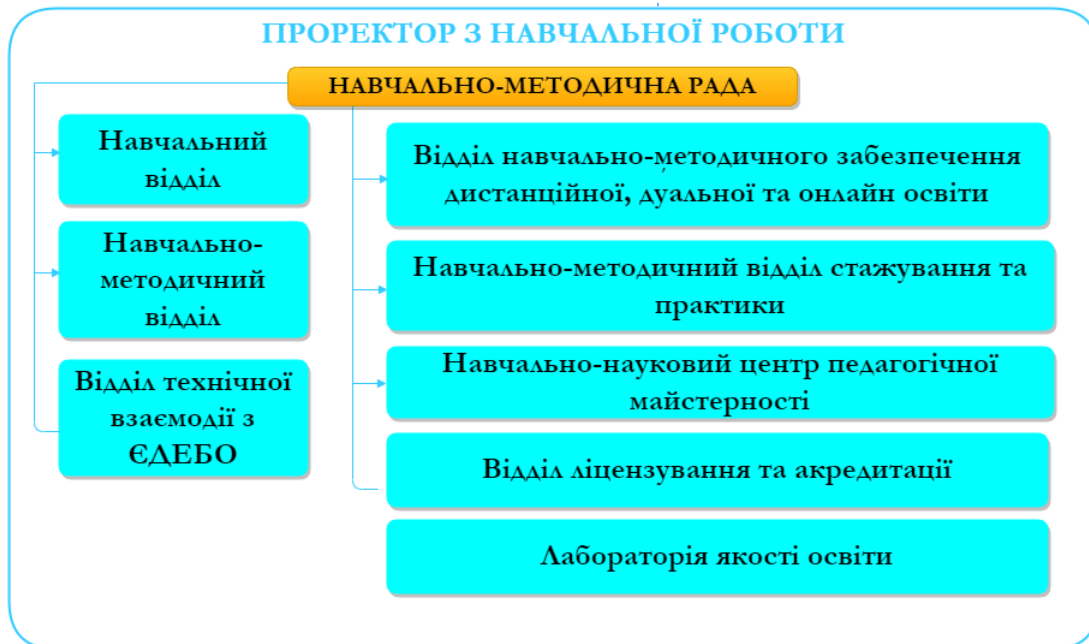 ПРОРЕКТОР З НАВЧАЛЬНОЇ РОБОТИ
НАВЧАЛЬНО-МЕТОДИЧНА РАДА
Навчальний
відділ
Навчально-
методичний
відділ
Відділ технічної
взаємодії з
ЄДЕБО
Відділ навчально-методичного забезпечення
дистанційної, дуальної та онлайн освіти
Навчально-методичний відділ стажування та
практики
Навчально-науковий центр педагогічної
майстерності
Відділ ліцензування та акредитації
Лабораторія якості освіти